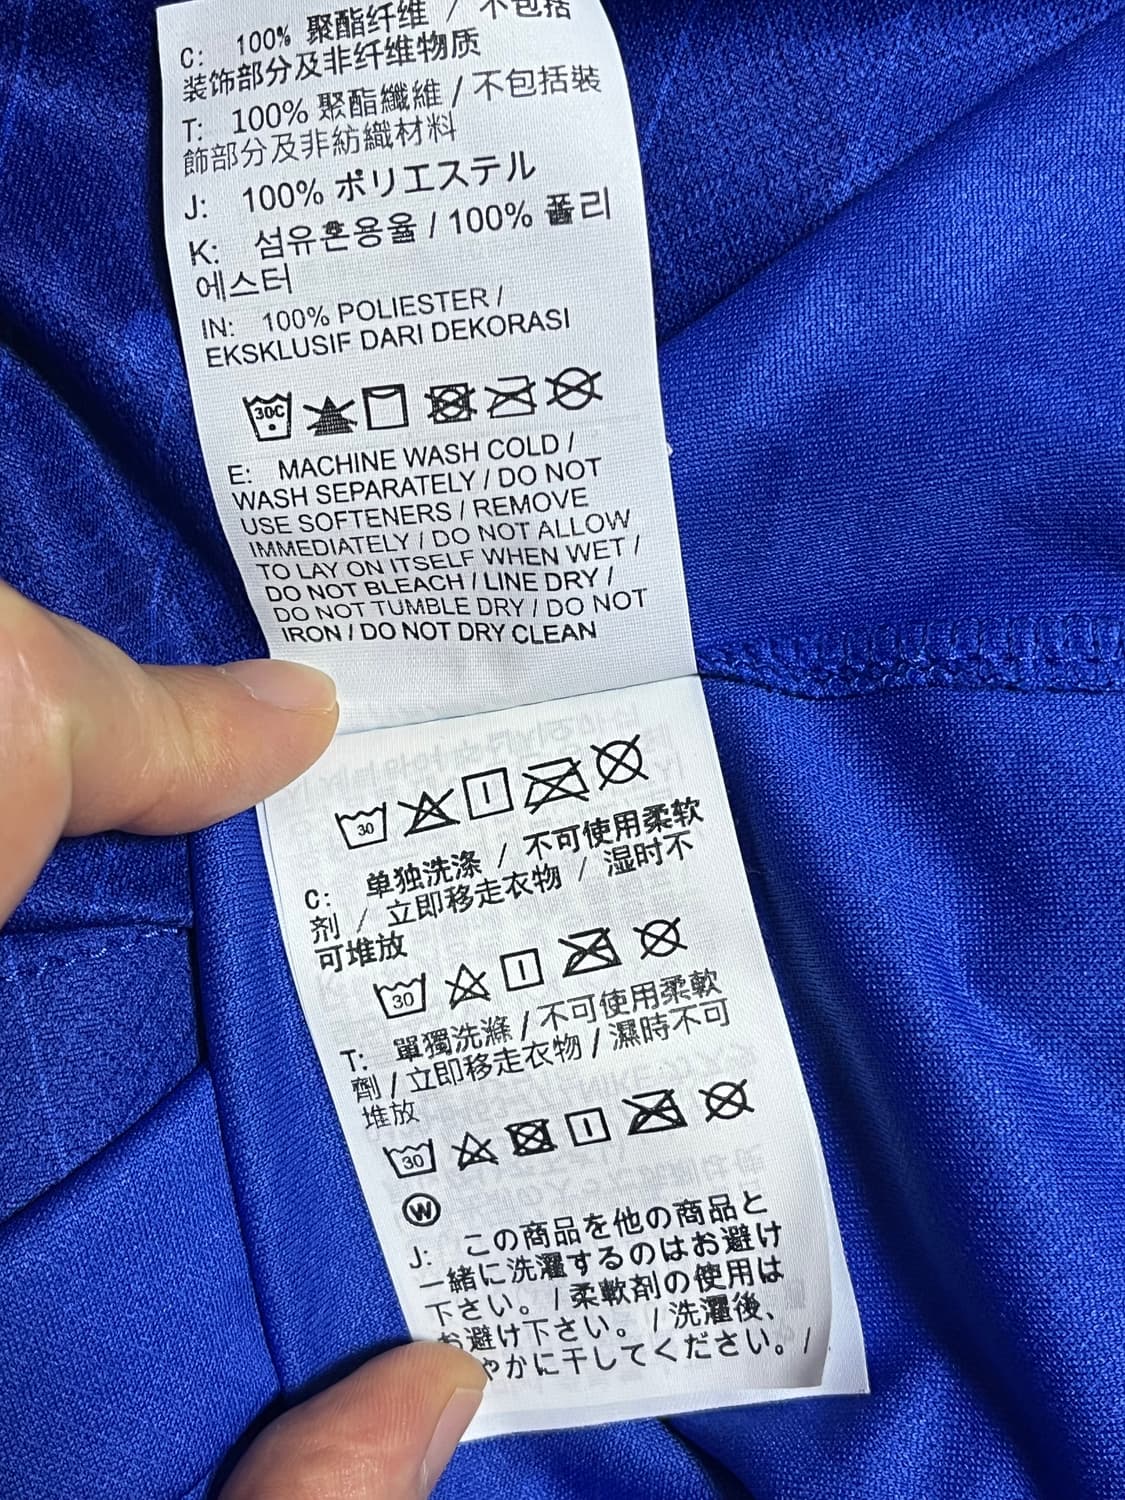 C: 100% 聚酯纤维 / 不包括
装饰部分及非纤维物质
T: 100% 聚酯纖維 / 不包括裝
飾部分及非紡織材料
J: 100% ポリエステル
K: 섬유혼용율 / 100% 폴리
에스터
IN: 100% POLIESTER /
EKSKLUSIF DARI DEKORASI
30C
E: MACHINE WASH COLD /
WASH SEPARATELY / DO NOT
USE SOFTENERS / REMOVE
IMMEDIATELY / DO NOT ALLOW
TO LAY ON ITSELF WHEN WET /
DO NOT BLEACH / LINE DRY /
DO NOT TUMBLE DRY / DO NOT
IRON / DO NOT DRY CLEAN
30
C: 单独洗涤 / 不可使用柔软
剂 / 立即移走衣物 / 湿时不
可堆放
30
T: 單獨洗滌 / 不可使用柔軟
劑 / 立即移走衣物 / 濕時不可
堆放
30
W
J: この商品を他の商品と
一緒に洗濯するのはお避け
下さい。 / 柔軟剤の使用は
お避け下さい。 / 洗濯後、
やかに干してください。 /